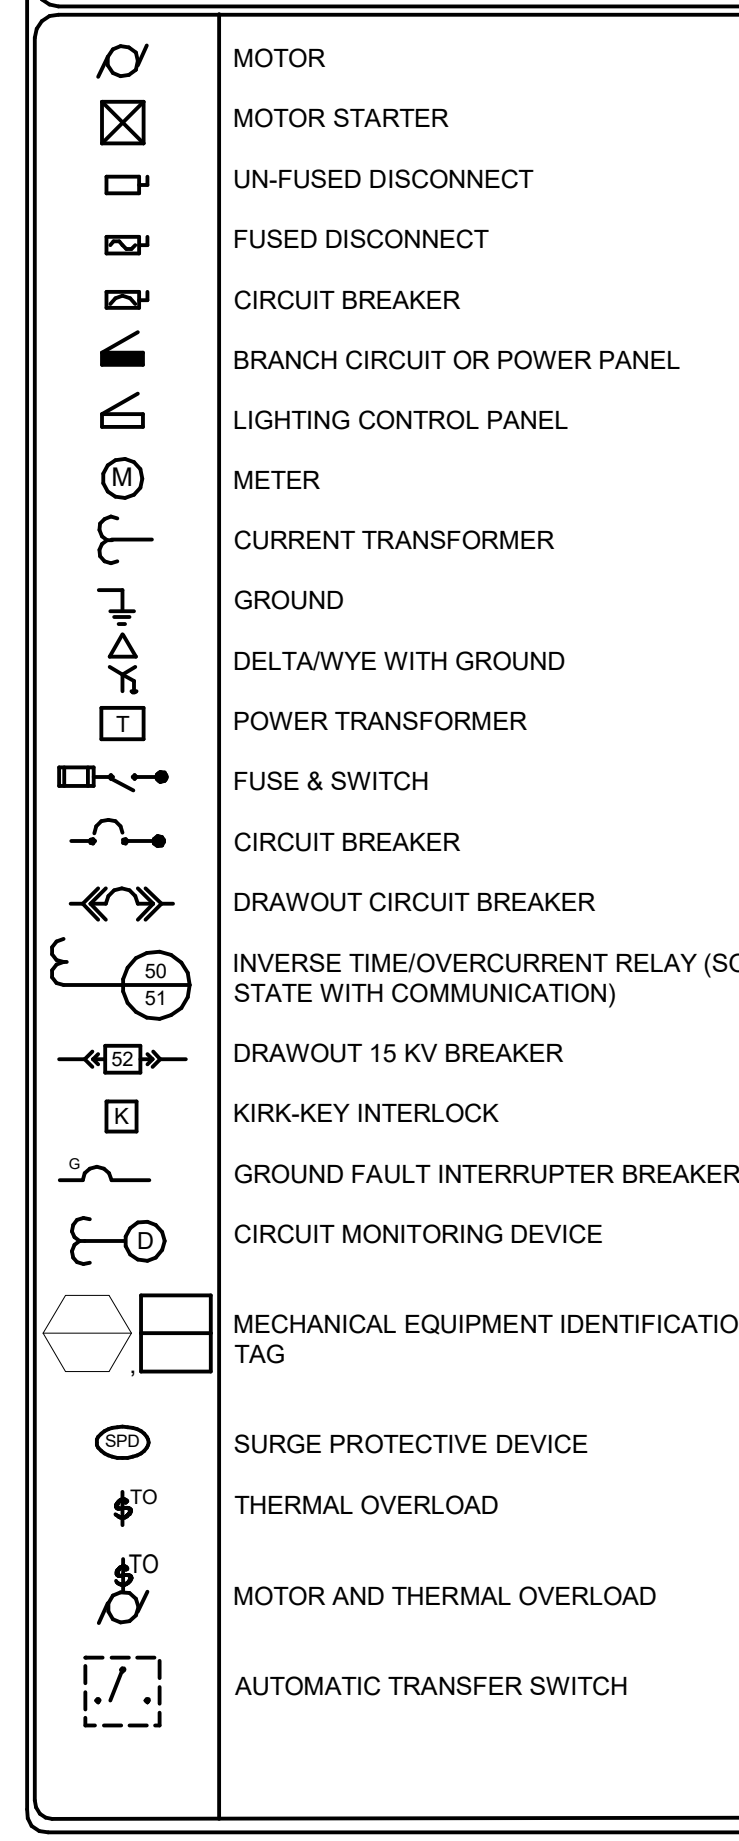 MOTOR
MOTOR STARTER
UN-FUSED DISCONNECT
FUSED DISCONNECT
CIRCUIT BREAKER
BRANCH CIRCUIT OR POWER PANEL
LIGHTING CONTROL PANEL
M METER
CURRENT TRANSFORMER
GROUND
DELTA/WYE WITH GROUND
T POWER TRANSFORMER
FUSE & SWITCH
CIRCUIT BREAKER
DRAWOUT CIRCUIT BREAKER
50 INVERSE TIME/OVERCURRENT RELAY (SO
51 STATE WITH COMMUNICATION)
52 DRAWOUT 15 KV BREAKER
K KIRK-KEY INTERLOCK
G GROUND FAULT INTERRUPTER BREAKER
D CIRCUIT MONITORING DEVICE
MECHANICAL EQUIPMENT IDENTIFICATIO
, TAG
SPD SURGE PROTECTIVE DEVICE
$TO THERMAL OVERLOAD
$TO
MOTOR AND THERMAL OVERLOAD
AUTOMATIC TRANSFER SWITCH